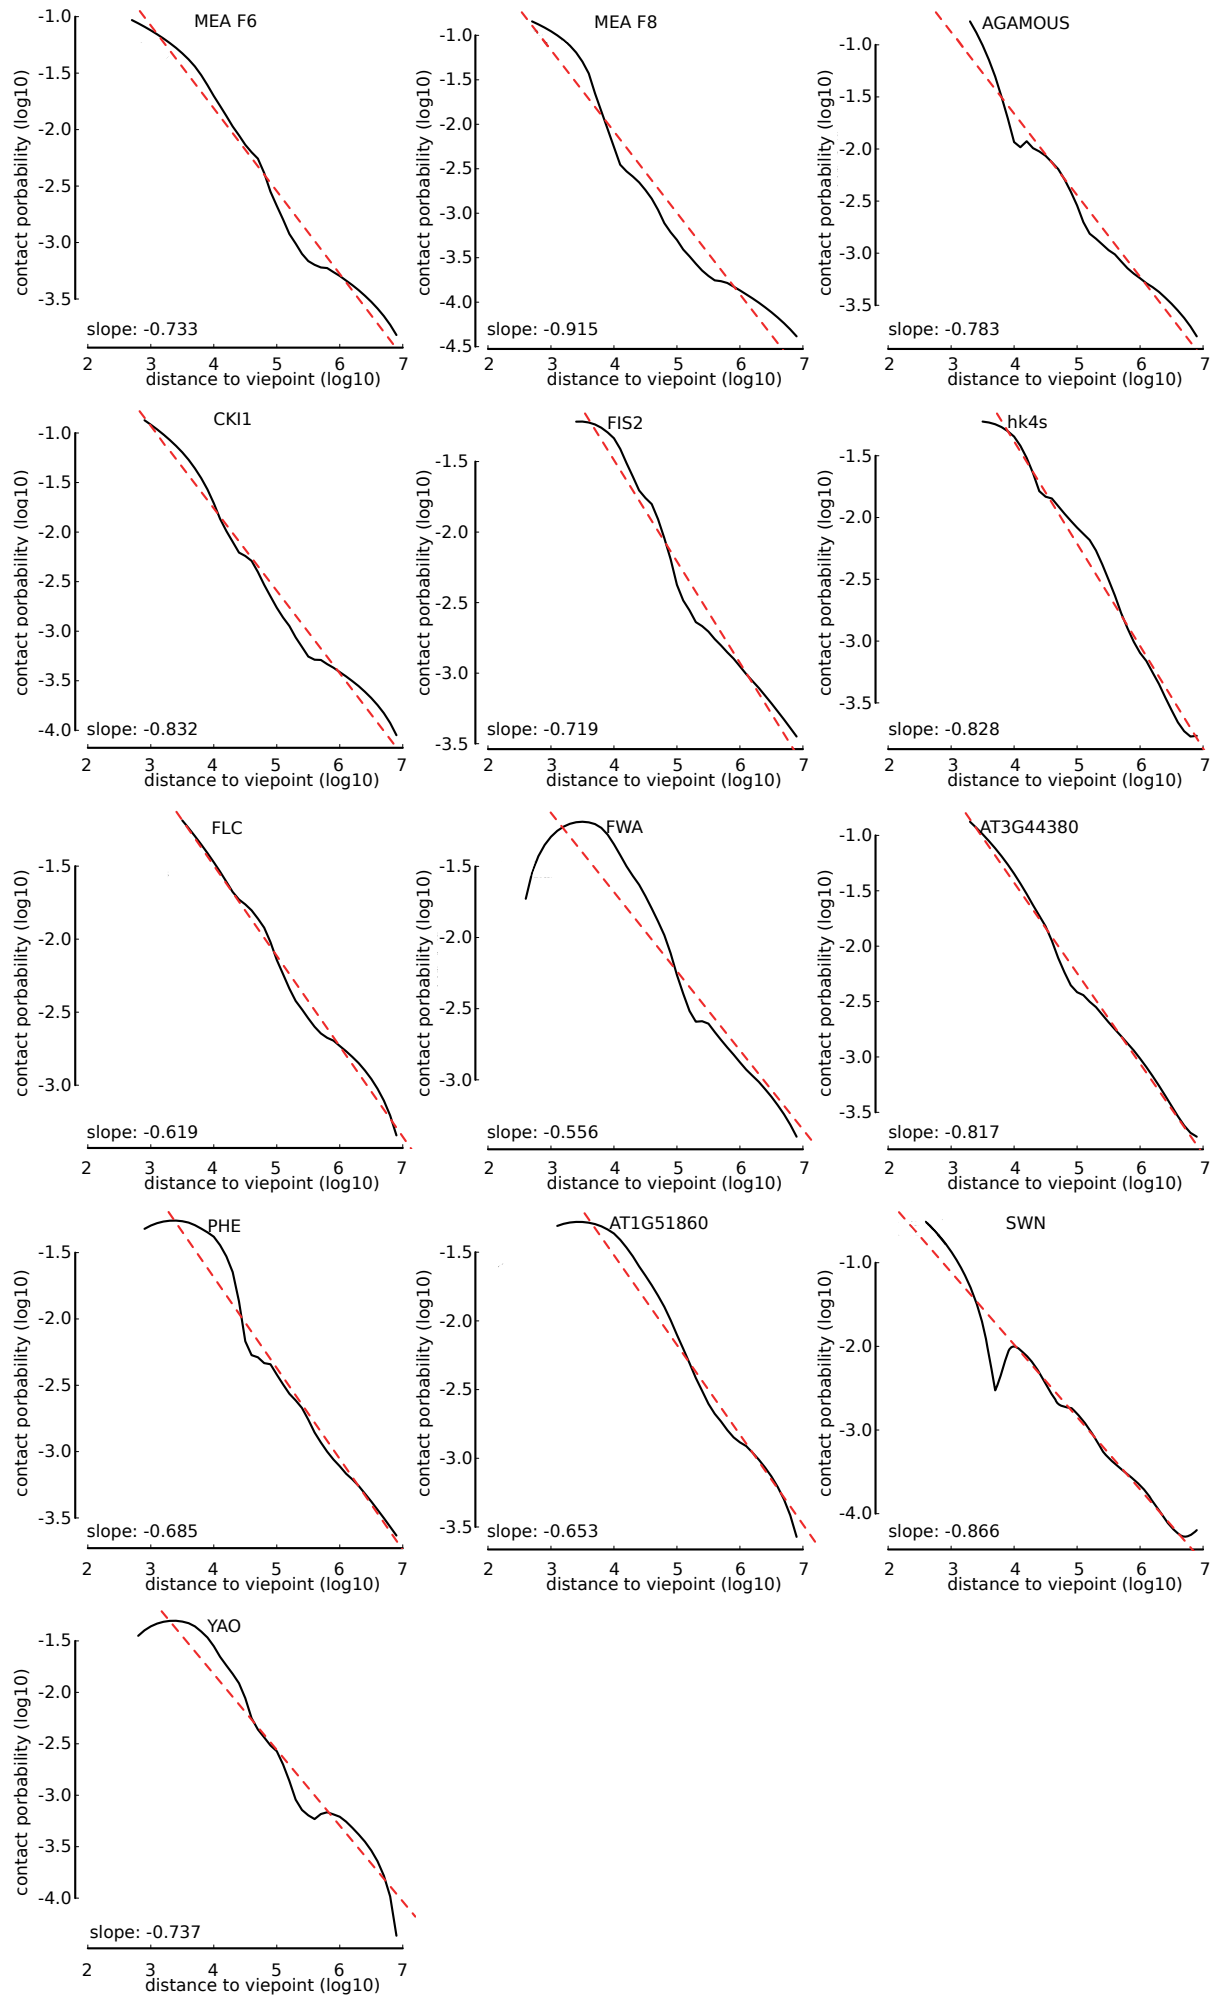 MEA F6
contact porbability (log10)
-1.0
-1.5
-2.0
-2.5
-3.0
-3.5
slope: -0.733
2 3 4 5 6 7
distance to viepoint (log10)
MEA F8
contact porbability (log10)
-1.0
-1.5
-2.0
-2.5
-3.0
-3.5
-4.0
-4.5
slope: -0.915
2 3 4 5 6 7
distance to viepoint (log10)
AGAMOUS
contact porbability (log10)
-1.0
-1.5
-2.0
-2.5
-3.0
-3.5
slope: -0.783
2 3 4 5 6 7
distance to viepoint (log10)
CKI1
contact porbability (log10)
-1.0
-1.5
-2.0
-2.5
-3.0
-3.5
-4.0
slope: -0.832
2 3 4 5 6 7
distance to viepoint (log10)
FIS2
contact porbability (log10)
-1.5
-2.0
-2.5
-3.0
-3.5
slope: -0.719
2 3 4 5 6 7
distance to viepoint (log10)
hk4s
contact porbability (log10)
-1.5
-2.0
-2.5
-3.0
-3.5
slope: -0.828
2 3 4 5 6 7
distance to viepoint (log10)
FLC
contact porbability (log10)
-1.5
-2.0
-2.5
-3.0
slope: -0.619
2 3 4 5 6 7
distance to viepoint (log10)
FWA
contact porbability (log10)
-1.5
-2.0
-2.5
-3.0
slope: -0.556
2 3 4 5 6 7
distance to viepoint (log10)
AT3G44380
contact porbability (log10)
-1.0
-1.5
-2.0
-2.5
-3.0
-3.5
slope: -0.817
2 3 4 5 6 7
distance to viepoint (log10)
PHE
contact porbability (log10)
-1.5
-2.0
-2.5
-3.0
-3.5
slope: -0.685
2 3 4 5 6 7
distance to viepoint (log10)
AT1G51860
contact porbability (log10)
-1.5
-2.0
-2.5
-3.0
-3.5
slope: -0.653
2 3 4 5 6 7
distance to viepoint (log10)
SWN
contact porbability (log10)
-1.0
-2.0
-3.0
-4.0
slope: -0.866
2 3 4 5 6 7
distance to viepoint (log10)
YAO
contact porbability (log10)
-1.5
-2.0
-2.5
-3.0
-3.5
-4.0
slope: -0.737
2 3 4 5 6 7
distance to viepoint (log10)